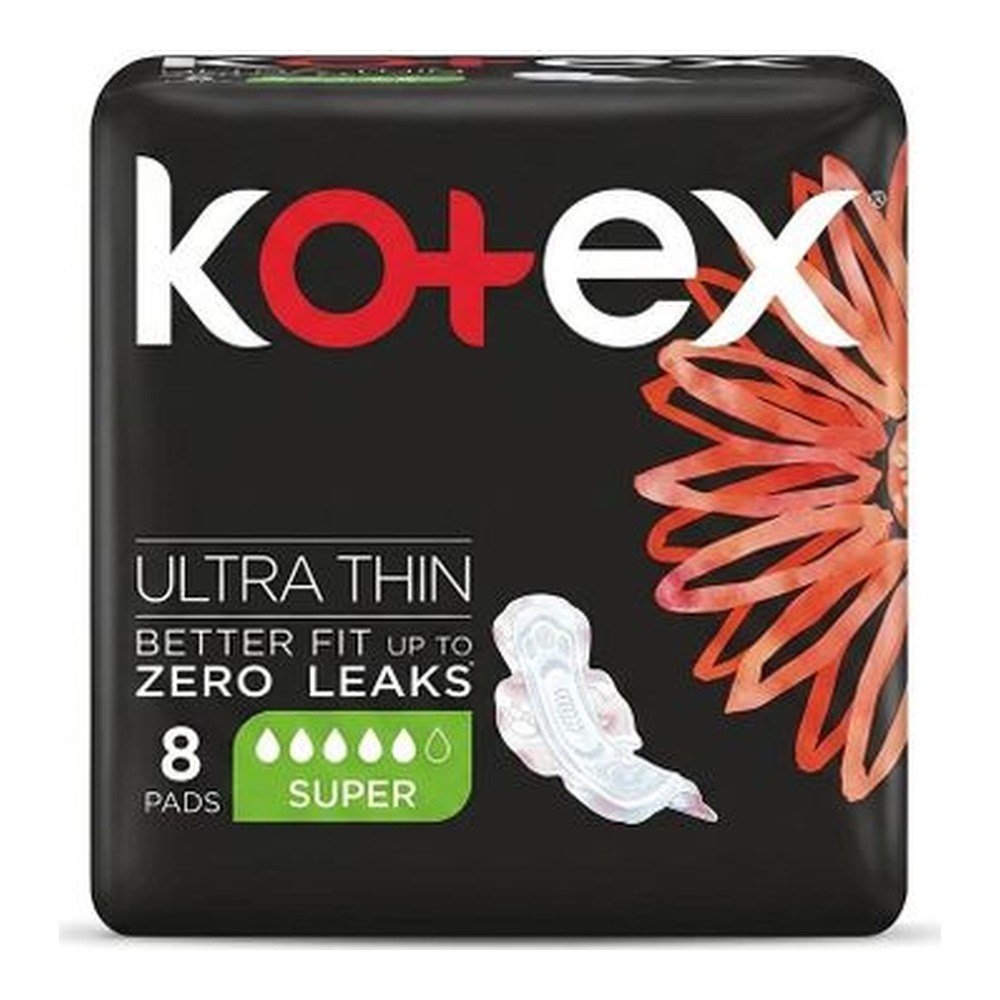 kotex®
ULTRA THIN
BETTER FIT UP TO
ZERO LEAKS
8
PADS
SUPER